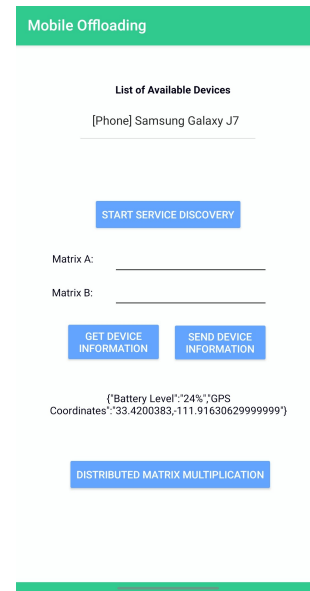 Mobile Offloading
List of Available Devices
[Phone] Samsung Galaxy J7
START SERVICE DISCOVERY
Matrix A:
Matrix B:
GET DEVICE
INFORMATION
SEND DEVICE
INFORMATION
{"Battery Level":"24%","GPS
Coordinates":"33.4200383,-111.91630629999999"}
DISTRIBUTED MATRIX MULTIPLICATION